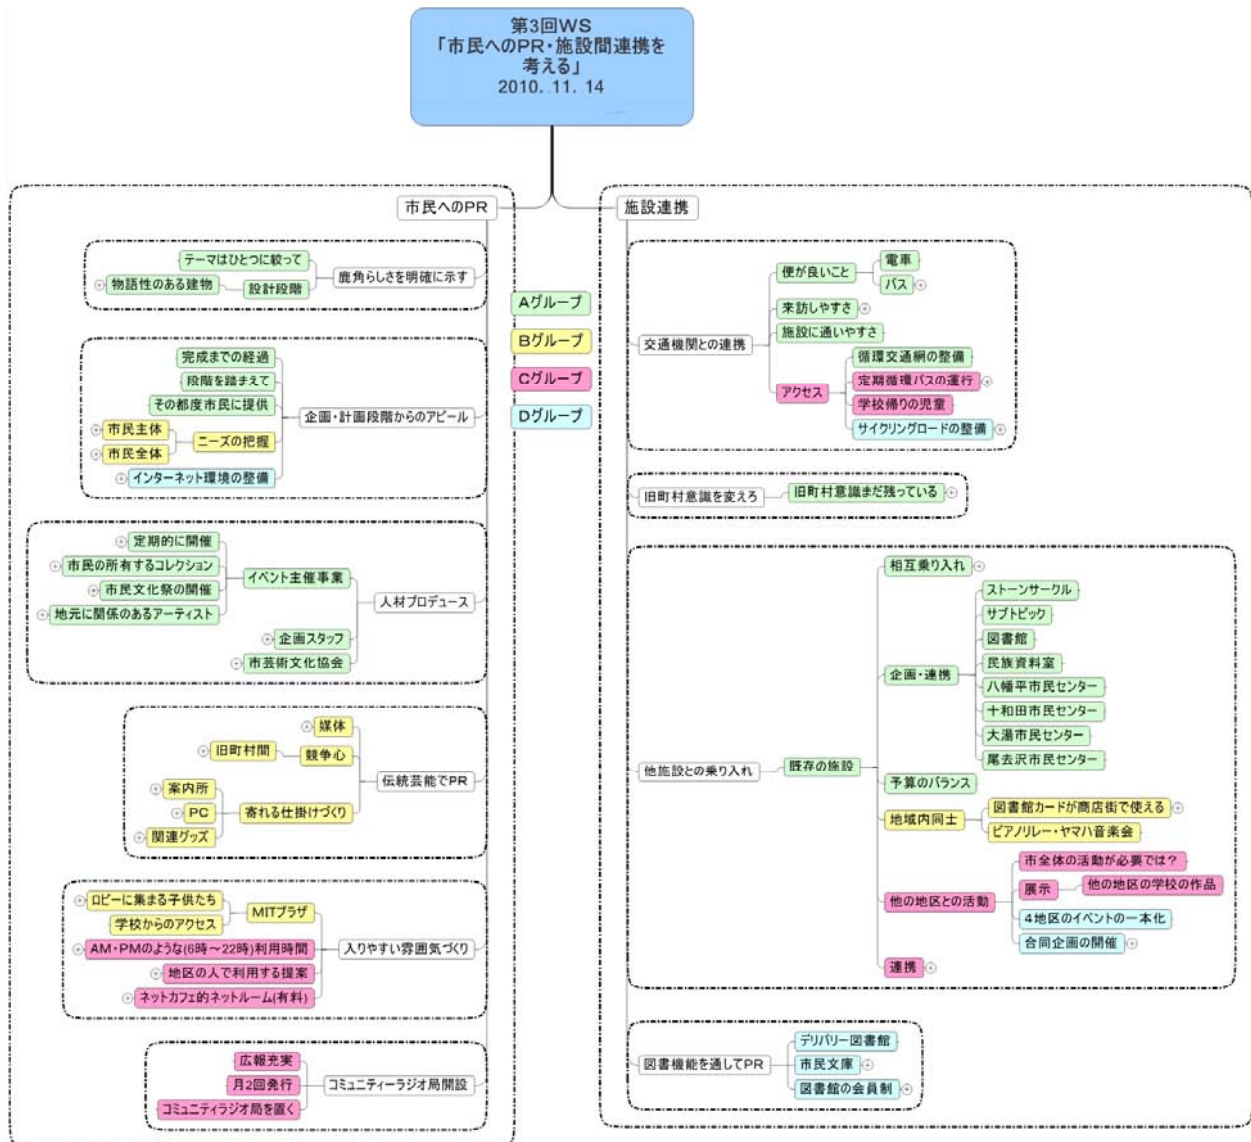 第3回WS
「市民へのPR・施設間連携を
考える」
2010. 11. 14
市民へのPR
鹿角らしさを明確に示す
テーマはひとつに絞って
設計段階
物語性のある建物
企画・計画段階からのアピール
完成までの経過
段階を踏まえて
その都度市民に提供
ニーズの把握
市民主体
市民全体
インターネット環境の整備
人材プロデュース
イベント主催事業
定期的に開催
市民の所有するコレクション
市民文化祭の開催
地元に関係のあるアーティスト
企画スタッフ
市芸術文化協会
伝統芸能でPR
媒体
競争心
旧町村間
寄れる仕掛けづくり
案内所
PC
関連グッズ
入りやすい雰囲気づくり
MITプラザ
ロビーに集まる子供たち
学校からのアクセス
AM・PMのような(6時～22時)利用時間
地区の人で利用する提案
ネットカフェ的ネットルーム(有料)
コミュニティーラジオ局開設
広報充実
月2回発行
コミュニティラジオ局を置く
Aグループ
Bグループ
Cグループ
Dグループ
施設連携
交通機関との連携
便が良いこと
電車
バス
来訪しやすさ
施設に通いやすさ
アクセス
循環交通網の整備
定期循環バスの運行
学校帰りの児童
サイクリングロードの整備
旧町村意識を変えろ
旧町村意識まだ残っている
他施設との乗り入れ
既存の施設
相互乗り入れ
企画・連携
ストーンサークル
サブトピック
図書館
民族資料室
八幡平市民センター
十和田市民センター
大湯市民センター
尾去沢市民センター
予算のバランス
地域内同士
図書館カードが商店街で使える
ピアノリレー・ヤマハ音楽会
他の地区との活動
市全体の活動が必要では？
展示
他の地区の学校の作品
4地区のイベントの一本化
合同企画の開催
連携
図書機能を通してPR
デリバリー図書館
市民文庫
図書館の会員制